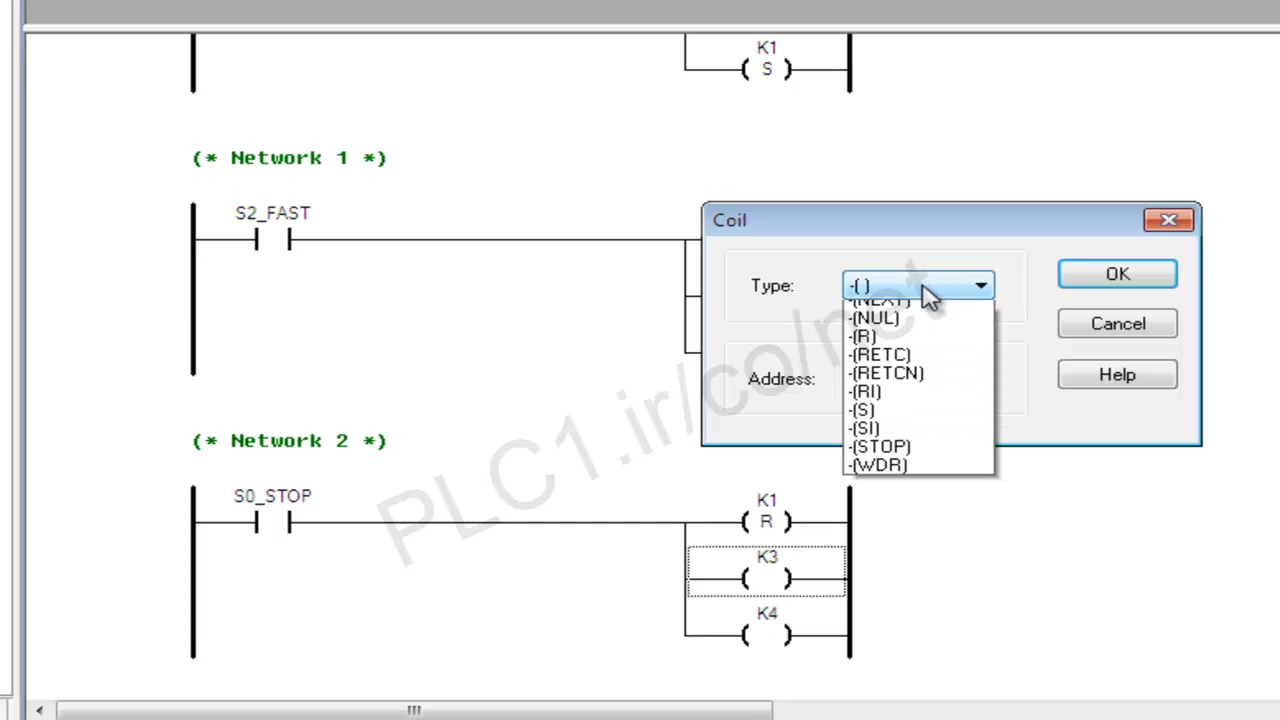 K1
( S )
(* Network 1 *)
S2_FAST
Coil
Type:
-( )
-(NEXT)
-(NUL)
-(R)
-(RETC)
-(RETCN)
-(RI)
-(S)
-(SI)
-(STOP)
-(WDR)
Address:
OK
Cancel
Help
PLC1.ir/co/net
(* Network 2 *)
S0_STOP
K1
( R )
K3
( )
K4
( )